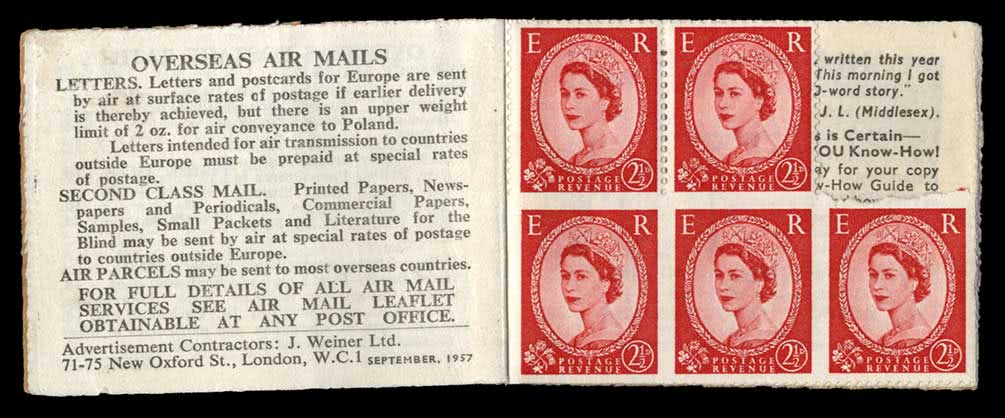 OVERSEAS AIR MAILS
LETTERS. Letters and postcards for Europe are sent
by air at surface rates of postage if earlier delivery
is thereby achieved, but there is an upper weight
limit of 2 oz. for air conveyance to Poland.
Letters intended for air transmission to countries
outside Europe must be prepaid at special rates
of postage.
SECOND CLASS MAIL. Printed Papers, News-
papers and Periodicals, Commercial Papers,
Samples, Small Packets and Literature for the
Blind may be sent by air at special rates of postage
to countries outside Europe.
AIR PARCELS may be sent to most overseas countries.
FOR FULL DETAILS OF ALL AIR MAIL
SERVICES SEE AIR MAIL LEAFLET
OBTAINABLE AT ANY POST OFFICE.
Advertisement Contractors: J. Weiner Ltd.
71-75 New Oxford St., London, W.C.1 SEPTEMBER, 1957
E R
POSTAGE
REVENUE
2½D
E R
POSTAGE
REVENUE
2½D
written this year
This morning I got
-word story."
J. L. (Middlesex).
is Certain—
YOU Know-How!
for your copy
-How Guide to
E R
POSTAGE
REVENUE
2½D
E R
POSTAGE
REVENUE
2½D
E R
POSTAGE
REVENUE
2½D